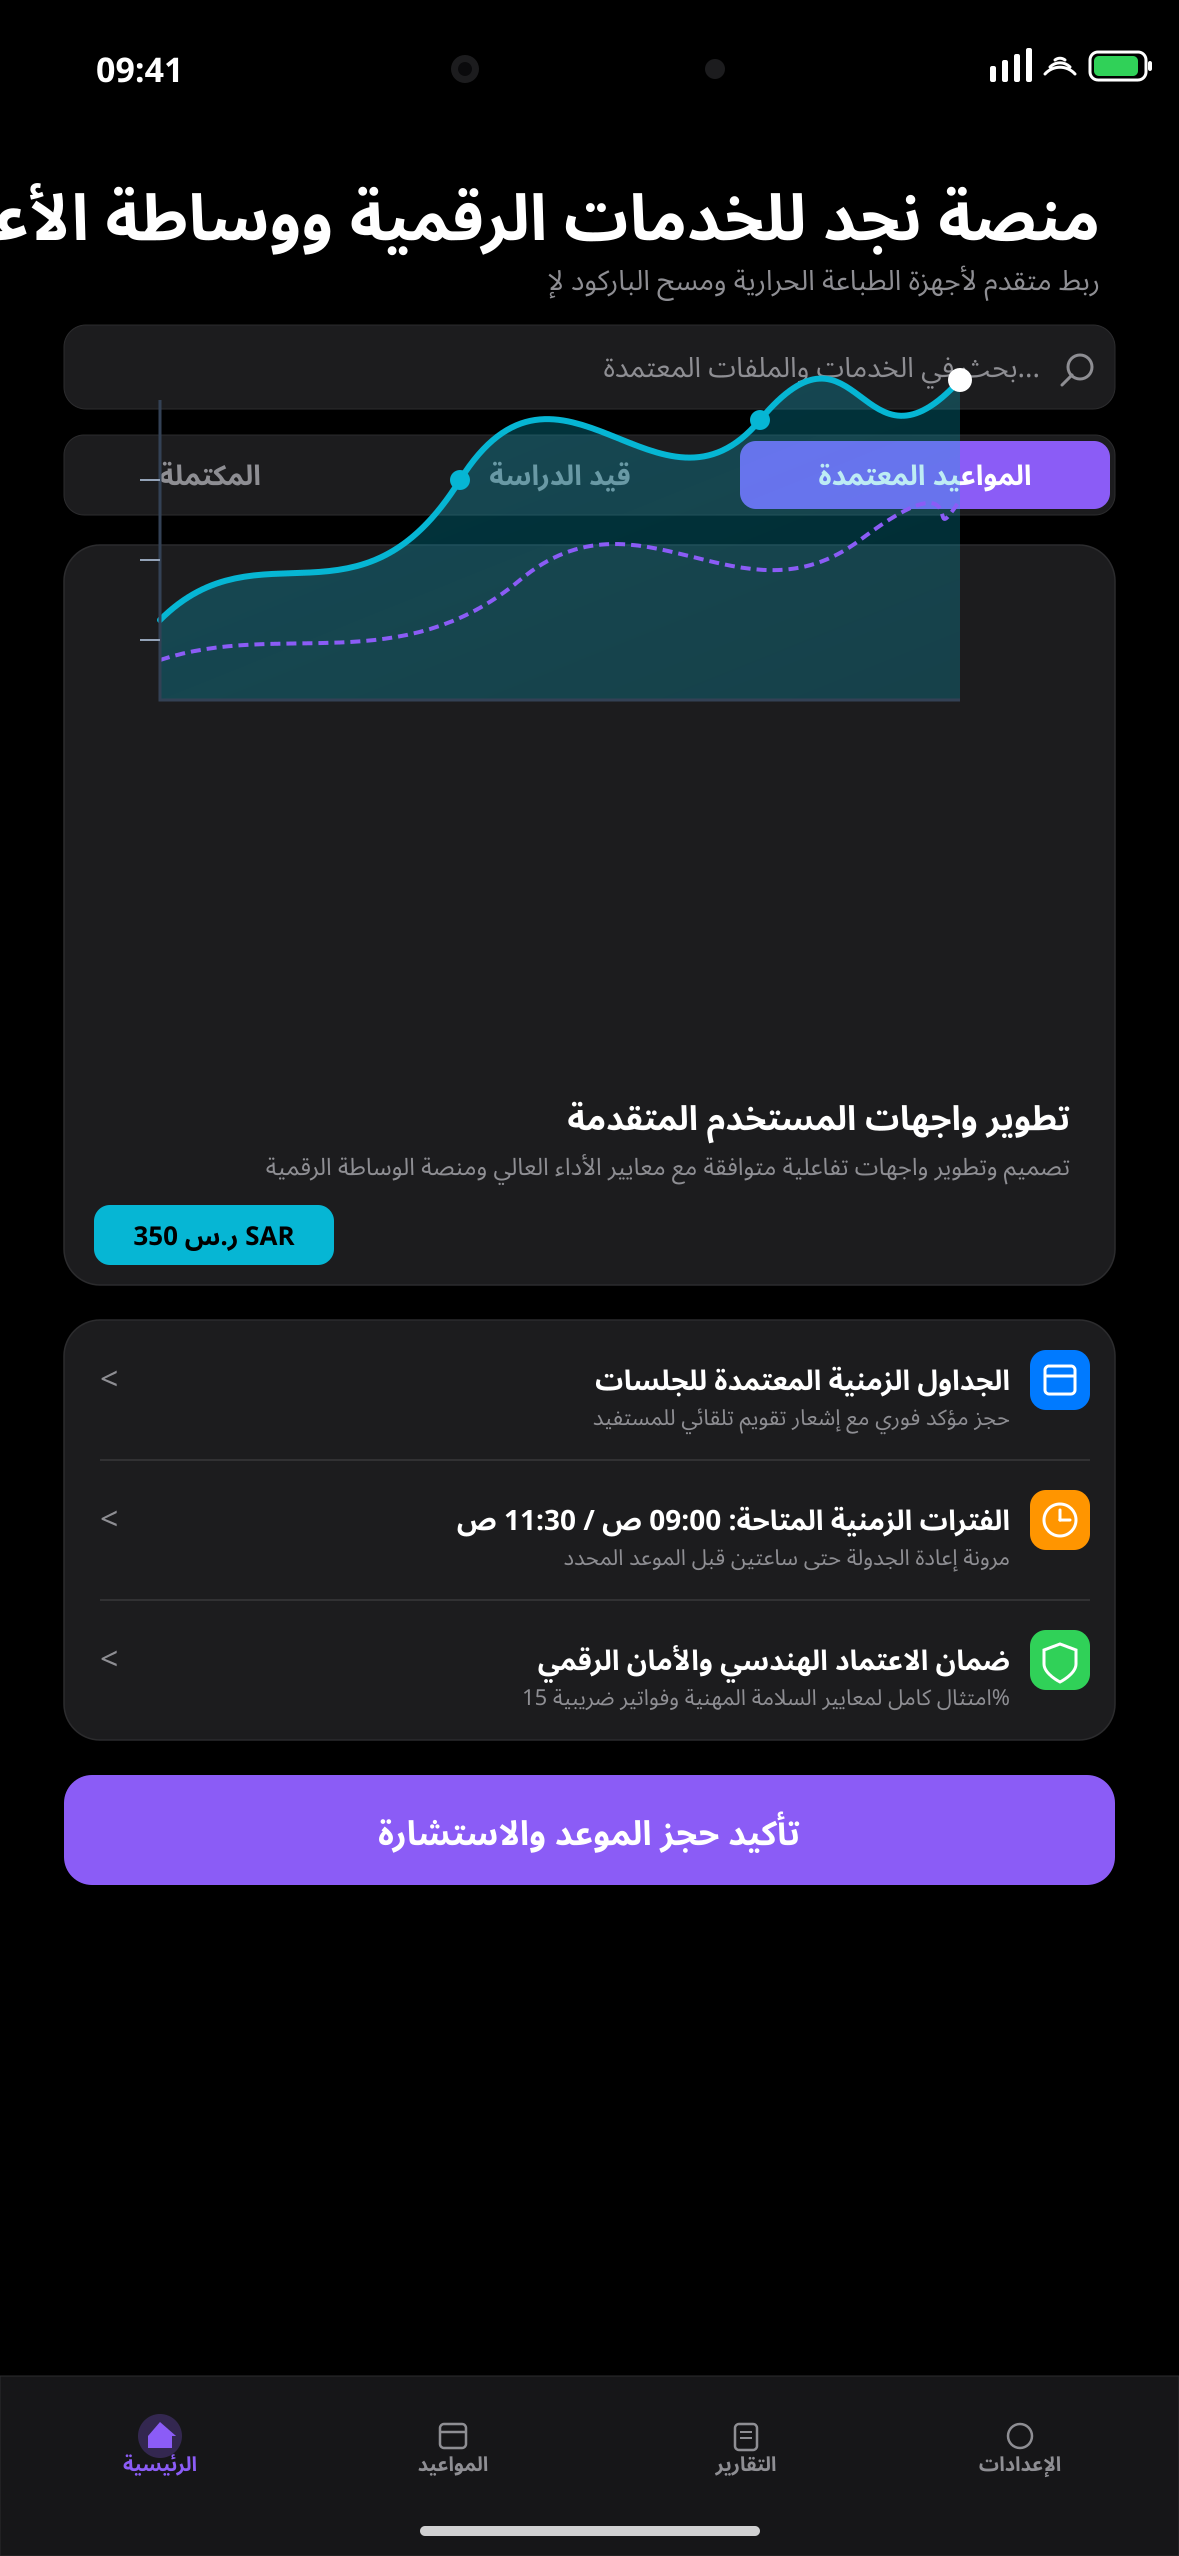 09:41
منصة نجد للخدمات الرقمية ووساطة الأع
ربط متقدم لأجهزة الطباعة الحرارية ومسح الباركود لإ
بحث في الخدمات والملفات المعتمدة...
المواعيد المعتمدة
قيد الدراسة
المكتملة
تطوير واجهات المستخدم المتقدمة
تصميم وتطوير واجهات تفاعلية متوافقة مع معايير الأداء العالي ومنصة الوساطة الرقمية
350 ر.س SAR
الجداول الزمنية المعتمدة للجلسات
حجز مؤكد فوري مع إشعار تقويم تلقائي للمستفيد
الفترات الزمنية المتاحة: 09:00 ص / 11:30 ص
مرونة إعادة الجدولة حتى ساعتين قبل الموعد المحدد
ضمان الاعتماد الهندسي والأمان الرقمي
امتثال كامل لمعايير السلامة المهنية وفواتير ضريبية 15%
تأكيد حجز الموعد والاستشارة
الإعدادات
التقارير
المواعيد
الرئيسية